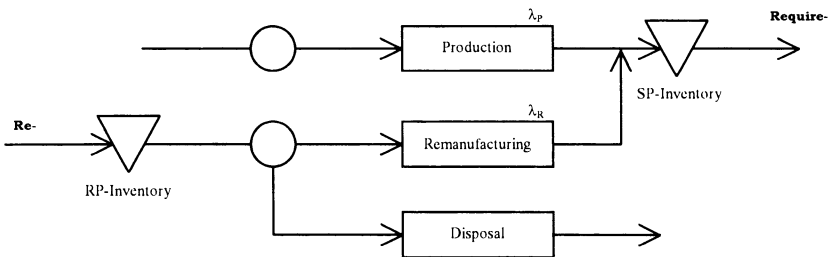 λP
Require-
Production
SP-Inventory
λR
Re-
Remanufacturing
RP-Inventory
Disposal